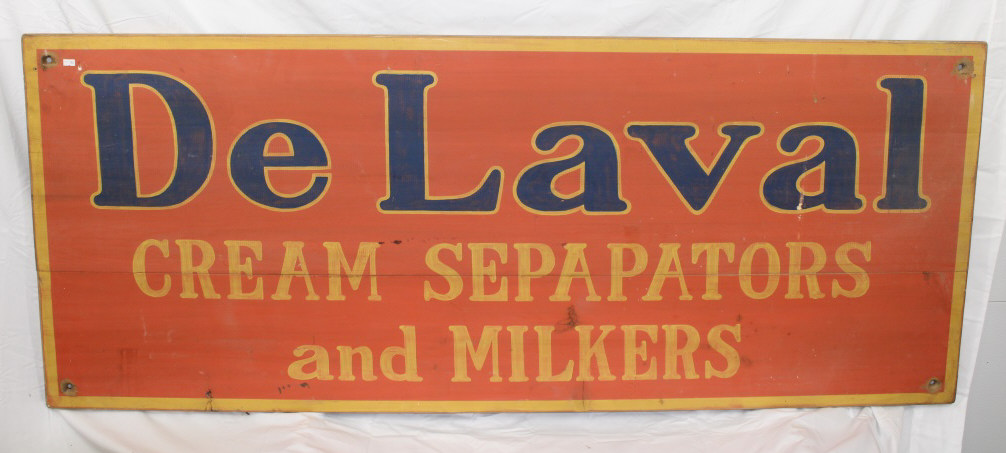 De Laval
CREAM SEPAPATORS
and MILKERS